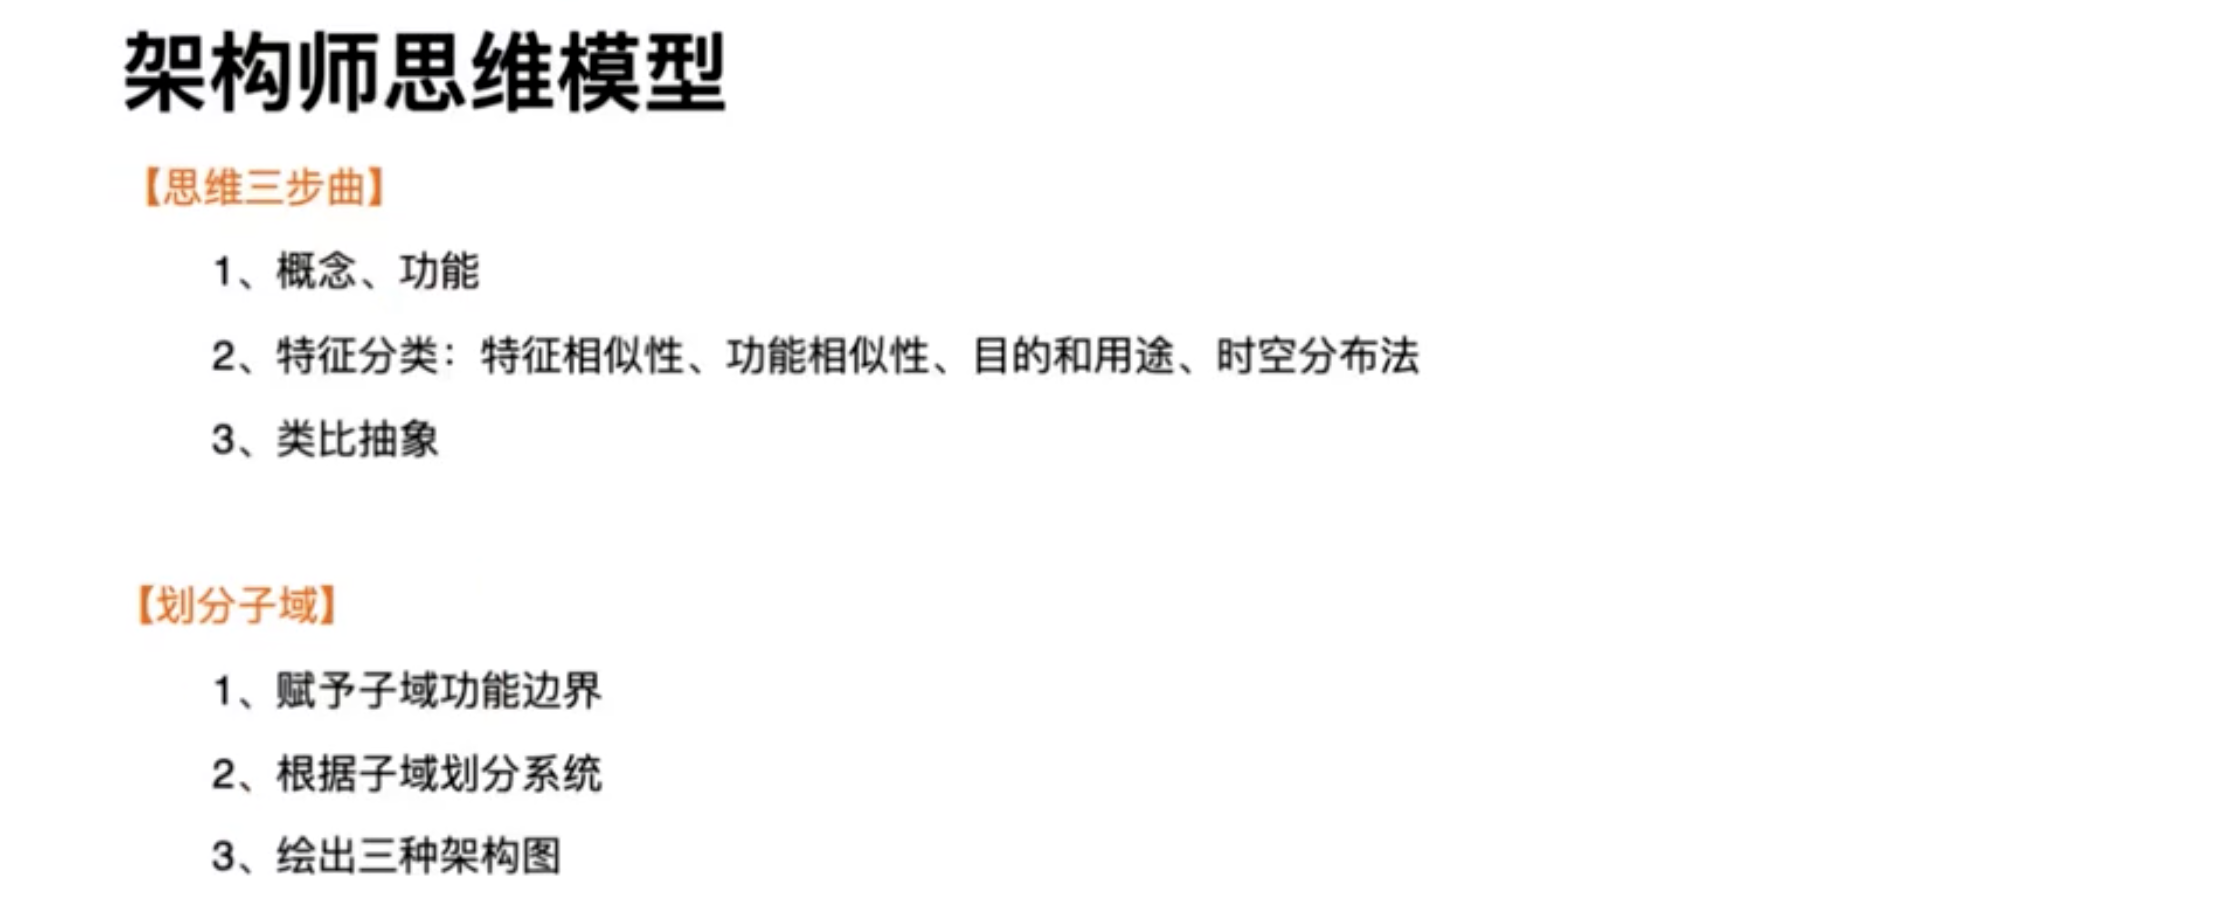 架构师思维模型
【思维三步曲】
1、概念、功能
2、特征分类：特征相似性、功能相似性、目的和用途、时空分布法
3、类比抽象
【划分子域】
1、赋予子域功能边界
2、根据子域划分系统
3、绘出三种架构图